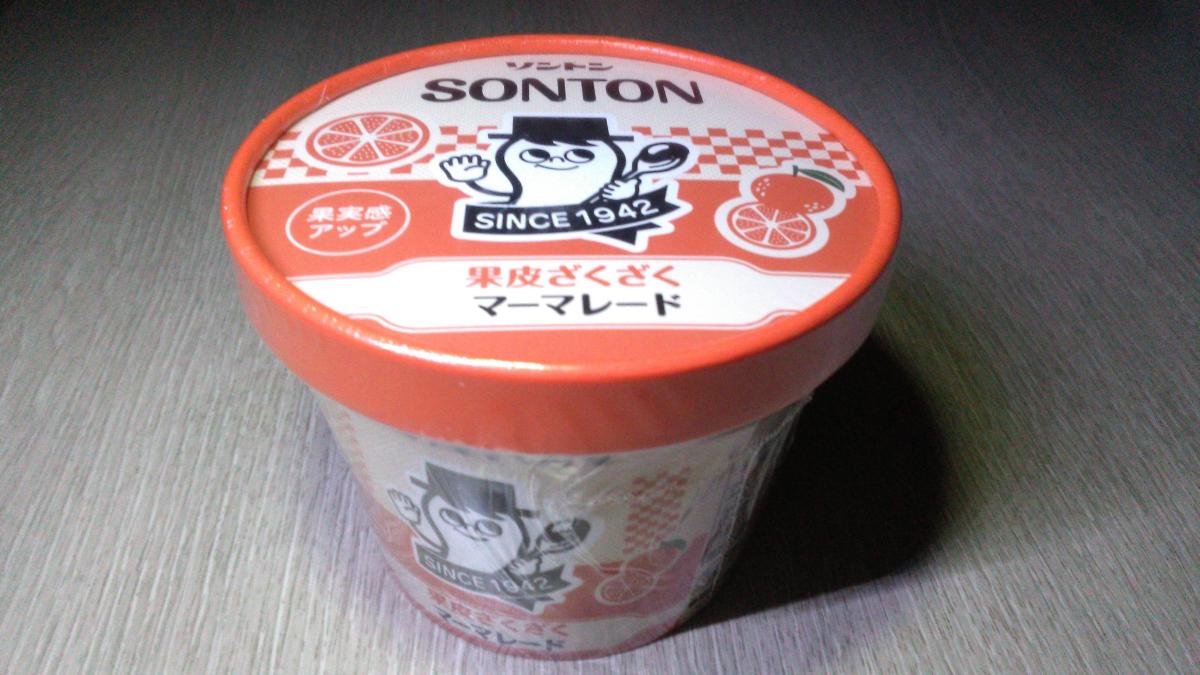 ソントン
SONTON
SINCE 1942
果実感
アップ
果皮ざくざく
マーマレード
SINCE 1942
果皮ざくざく
マーマレード